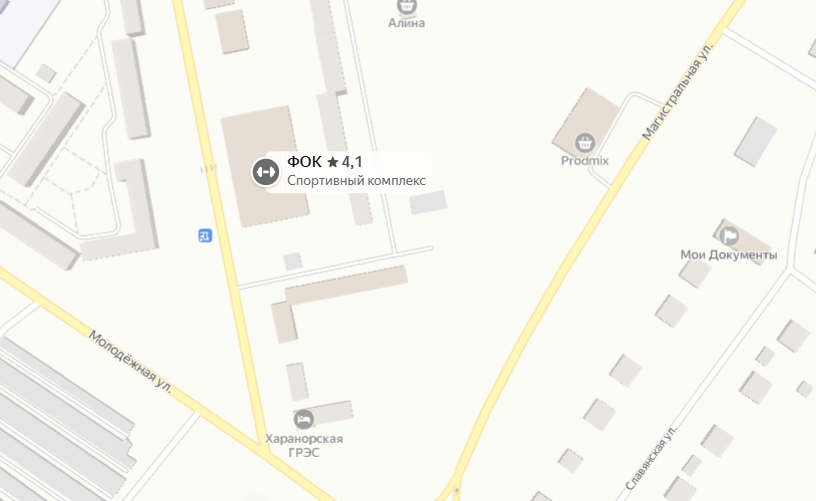 Алина
Магистральная ул.
ФОК ★ 4,1
Спортивный комплекс
Prodmix
Мои Документы
Молодёжная ул.
Харанорская
ГРЭС
Славянская ул.